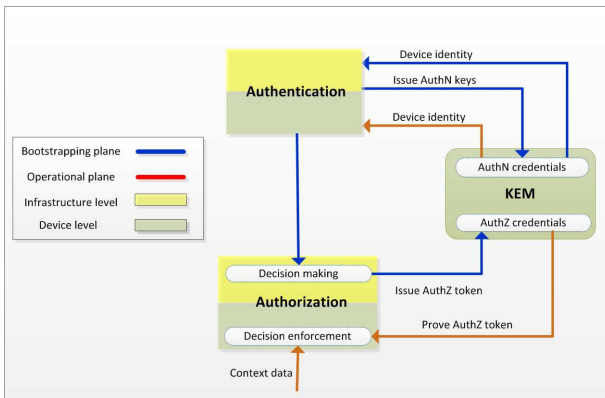 Device identity
Issue AuthN keys
Authentication
Device identity
Bootstrapping plane
Operational plane
Infrastructure level
Device level
AuthN credentials
KEM
AuthZ credentials
Decision making
Issue AuthZ token
Authorization
Prove AuthZ token
Decision enforcement
Context data